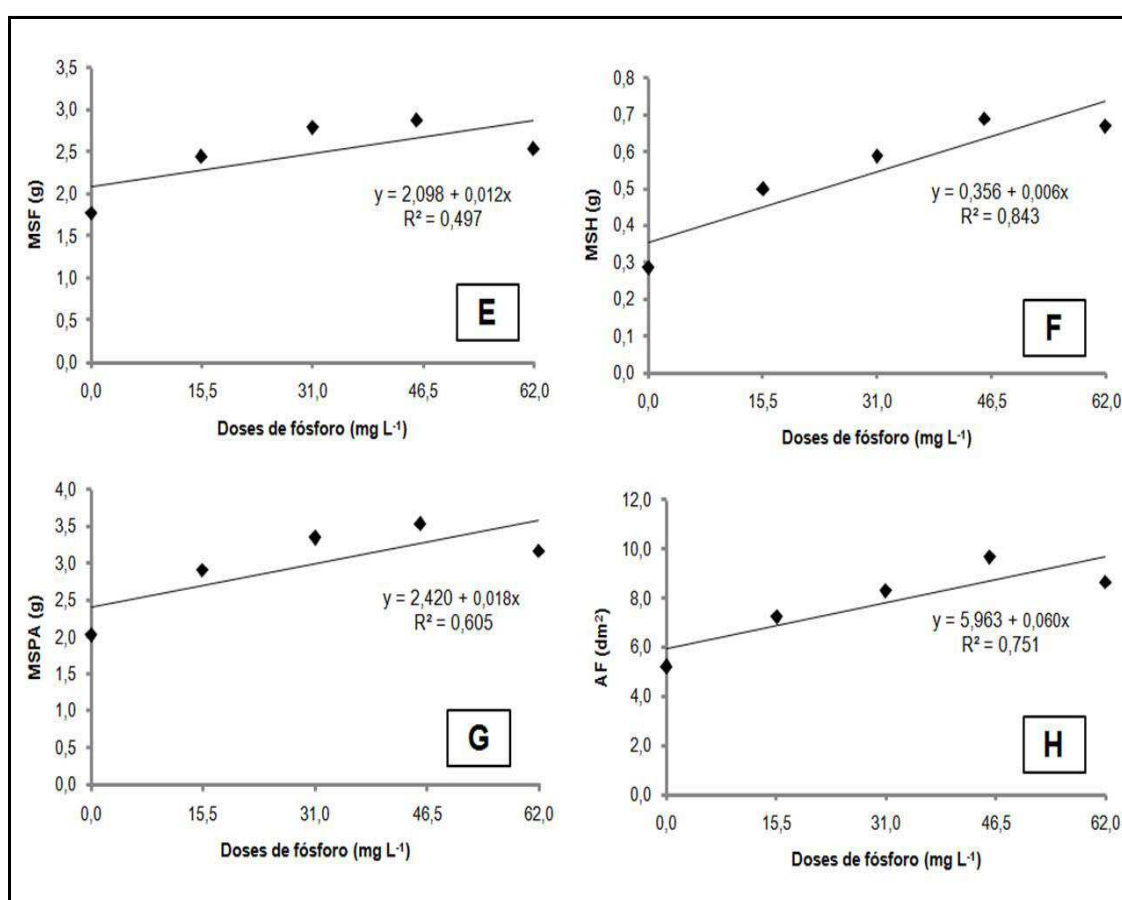 3,5
3,0
2,5
2,0
1,5
1,0
0,5
0,0
MSF (g)
y = 2,098 + 0,012x
R² = 0,497
E
0,0 15,5 31,0 46,5 62,0
Doses de fósforo (mg L⁻¹)
0,8
0,7
0,6
0,5
0,4
0,3
0,2
0,1
0,0
MSH (g)
y = 0,356 + 0,006x
R² = 0,843
F
0,0 15,5 31,0 46,5 62,0
Doses de fósforo (mg L⁻¹)
4,0
3,5
3,0
2,5
2,0
1,5
1,0
0,5
0,0
MSPA (g)
y = 2,420 + 0,018x
R² = 0,605
G
0,0 15,5 31,0 46,5 62,0
Doses de fósforo (mg L⁻¹)
12,0
10,0
8,0
6,0
4,0
2,0
0,0
AF (dm²)
y = 5,963 + 0,060x
R² = 0,751
H
0,0 15,5 31,0 46,5 62,0
Doses de fósforo (mg L⁻¹)